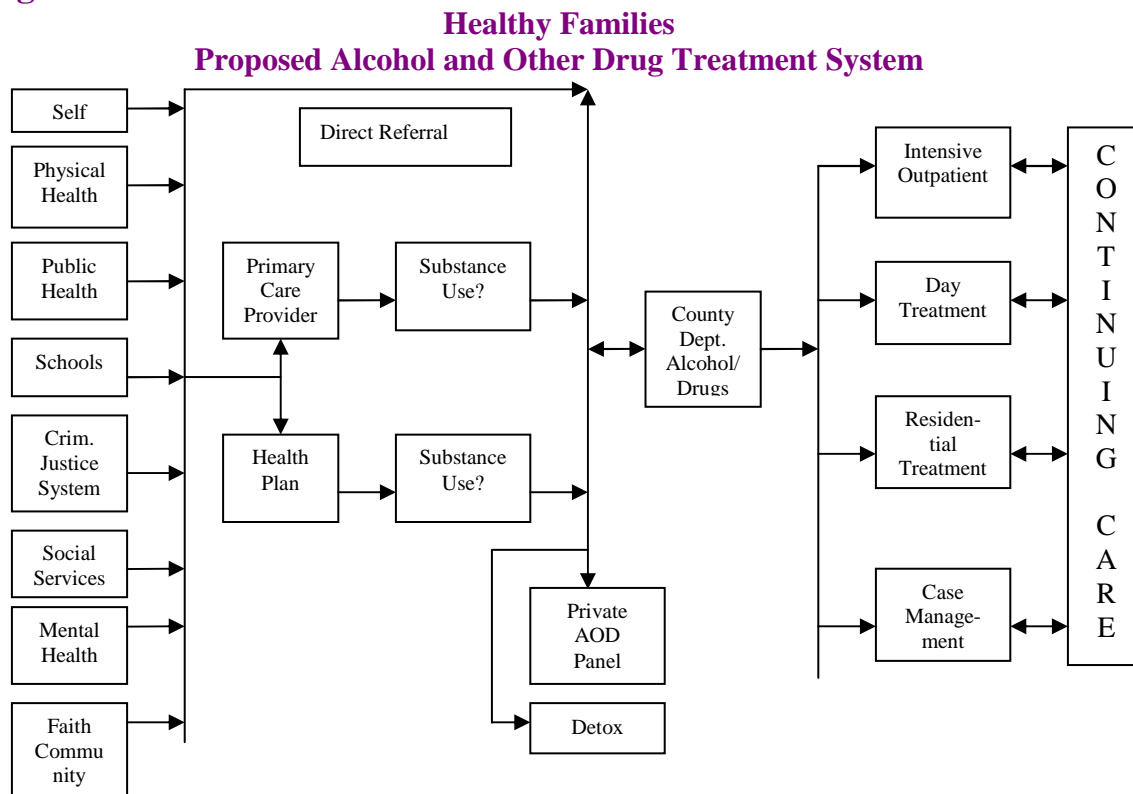 Healthy Families
Proposed Alcohol and Other Drug Treatment System
Self
Physical
Health
Public
Health
Schools
Crim.
Justice
System
Social
Services
Mental
Health
Faith
Commu
nity
Direct Referral
Primary
Care
Provider
Substance
Use?
Health
Plan
Substance
Use?
County
Dept.
Alcohol/
Drugs
Private
AOD
Panel
Detox
Intensive
Outpatient
Day
Treatment
Residen-
tial
Treatment
Case
Manage-
ment
C
O
N
T
I
N
U
I
N
G
C
A
R
E